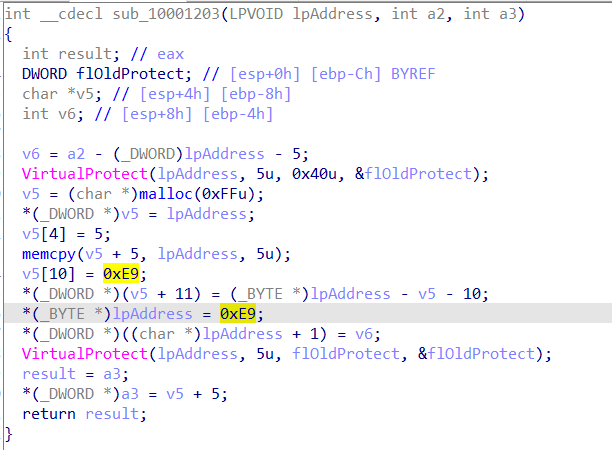 int __cdecl sub_10001203(LPVOID lpAddress, int a2, int a3)
{
  int result; // eax
  DWORD flOldProtect; // [esp+0h] [ebp-Ch] BYREF
  char *v5; // [esp+4h] [ebp-8h]
  int v6; // [esp+8h] [ebp-4h]

  v6 = a2 - (_DWORD)lpAddress - 5;
  VirtualProtect(lpAddress, 5u, 0x40u, &flOldProtect);
  v5 = (char *)malloc(0xFFu);
  *(_DWORD *)v5 = lpAddress;
  v5[4] = 5;
  memcpy(v5 + 5, lpAddress, 5u);
  v5[10] = 0xE9;
  *(_DWORD *)(v5 + 11) = (_BYTE *)lpAddress - v5 - 10;
  *(_BYTE *)lpAddress = 0xE9;
  *(_DWORD *)((char *)lpAddress + 1) = v6;
  VirtualProtect(lpAddress, 5u, flOldProtect, &flOldProtect);
  result = a3;
  *(_DWORD *)a3 = v5 + 5;
  return result;
}